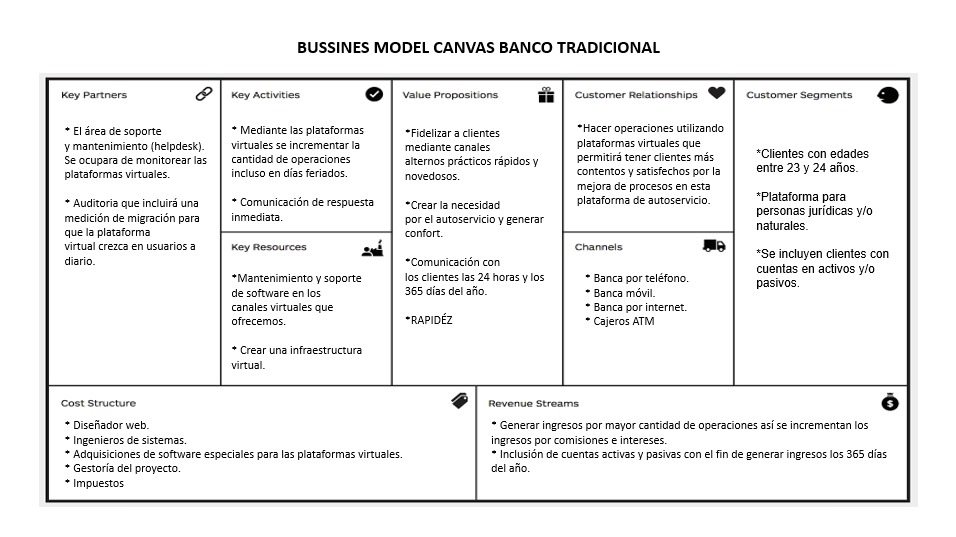 BUSSINES MODEL CANVAS BANCO TRADICIONAL
Key Partners
* El área de soporte
y mantenimiento (helpdesk).
Se ocupara de monitorear las
plataformas virtuales.
* Auditoria que incluirá una
medición de migración para
que la plataforma
virtual crezca en usuarios a
diario.
Key Activities
* Mediante las plataformas
virtuales se incrementar la
cantidad de operaciones
incluso en días feriados.
* Comunicación de respuesta
inmediata.
Key Resources
*Mantenimiento y soporte
de software en los
canales virtuales que
ofrecemos.
* Crear una infraestructura
virtual.
Value Propositions
*Fidelizar a clientes
mediante canales
alternos prácticos rápidos y
novedosos.
*Crear la necesidad
por el autoservicio y generar
confort.
*Comunicación con
los clientes las 24 horas y los
365 días del año.
*RAPIDÉZ
Customer Relationships
*Hacer operaciones utilizando
plataformas virtuales que
permitirá tener clientes más
contentos y satisfechos por la
mejora de procesos en esta
plataforma de autoservicio.
Channels
* Banca por teléfono.
* Banca móvil.
* Banca por internet.
* Cajeros ATM
Customer Segments
*Clientes con edades
entre 23 y 24 años.
*Plataforma para
personas jurídicas y/o
naturales.
*Se incluyen clientes con
cuentas en activos y/o
pasivos.
Cost Structure
* Diseñador web.
* Ingenieros de sistemas.
* Adquisiciones de software especiales para las plataformas virtuales.
* Gestoría del proyecto.
* Impuestos
Revenue Streams
* Generar ingresos por mayor cantidad de operaciones así se incrementan los
ingresos por comisiones e intereses.
* Inclusión de cuentas activas y pasivas con el fin de generar ingresos los 365 días
del año.